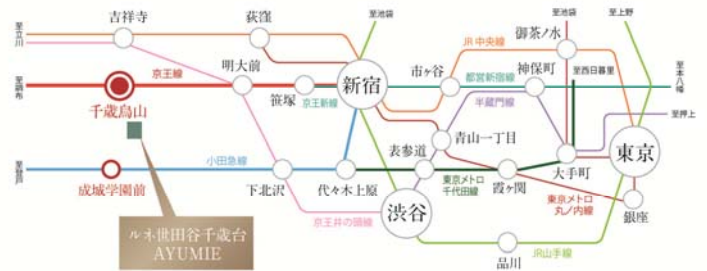 吉祥寺
荻窪
至池袋
御茶ノ水
至池袋
至上野
至立川
JR中央線
京王線
明大前
新宿
市ヶ谷
都営新宿線
神保町
至西日暮里
至本八幡
至調布
千歳烏山
笹塚
京王新線
半蔵門線
青山一丁目
至押上
表参道
東京
小田急線
至登戸
成城学園前
下北沢
代々木上原
東京メトロ
千代田線
霞ヶ関
大手町
東京メトロ
丸ノ内線
銀座
京王井の頭線
渋谷
品川
JR山手線
ルネ世田谷千歳台
AYUMIE